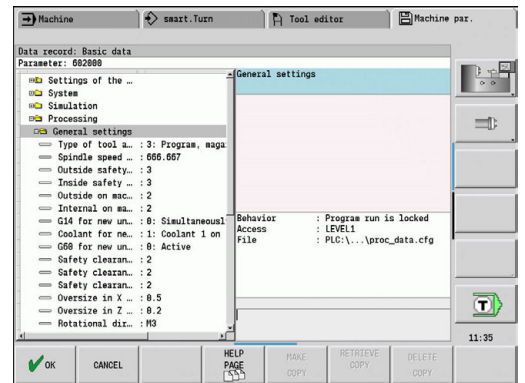 Machine
smart.Turn
Tool editor
Machine par.
Data record: Basic data
Parameter: 602000
Settings of the …
System
Simulation
Processing
General settings
Type of tool a… : 3: Program, maga
Spindle speed … : 666.667
Outside safety… : 3
Inside safety … : 3
Outside on mac… : 2
Internal on ma… : 2
G14 for new un… : 0: Simultaneousl
Coolant for ne… : 1: Coolant 1 on
G60 for new un… : 0: Active
Safety clearan… : 2
Safety clearan… : 2
Safety clearan… : 2
Oversize in X … : 0.5
Oversize in Z … : 0.2
Rotational dir… : M3
General settings
Behavior : Program run is locked
Access : LEVEL1
File : PLC:\...\proc_data.cfg
T
11:35
OK
CANCEL
HELP PAGE
MAKE COPY
RETRIEVE COPY
DELETE COPY